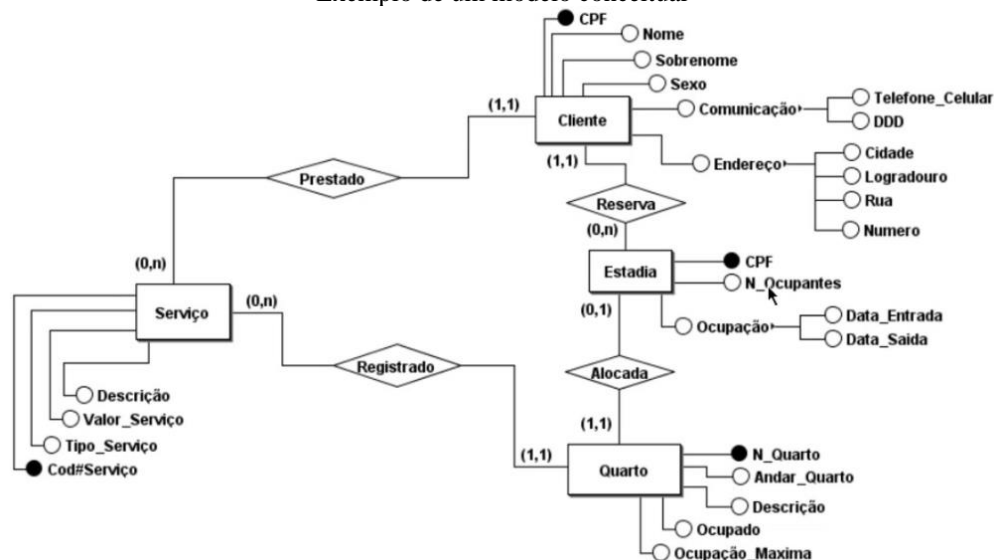 Exemplo de um modelo conceitual
CPF
Nome
Sobrenome
Sexo
(1,1)
Cliente
Comunicação
Telefone_Celular
DDD
(1,1)
Endereço
Cidade
Logradouro
Rua
Numero
Prestado
Reserva
(0,n)
(0,n)
Estadia
CPF
N_Ocupantes
Serviço
(0,n)
(0,1)
Ocupação
Data_Entrada
Data_Saida
Registrado
Alocada
Descrição
Valor_Serviço
Tipo_Serviço
Cod#Serviço
(1,1)
(1,1)
Quarto
N_Quarto
Andar_Quarto
Descrição
Ocupado
Ocupação_Maxima